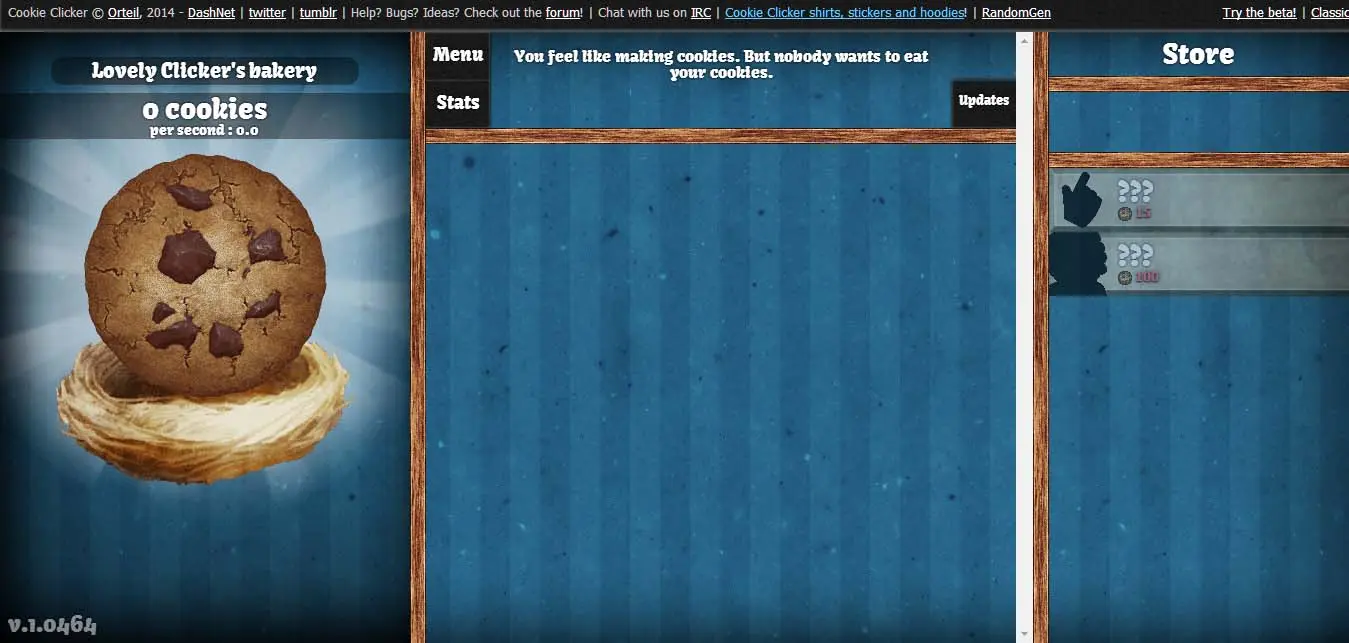 Cookie Clicker © Orteil, 2014 - DashNet | twitter | tumblr | Help? Bugs? Ideas? Check out the forum! | Chat with us on IRC | Cookie Clicker shirts, stickers and hoodies! | RandomGen Try the beta! | Classic
Lovely Clicker's bakery
0 cookies
per second : 0.0
v.1.0464
Menu
Stats
You feel like making cookies. But nobody wants to eat
your cookies.
Updates
Store
???
15
???
100